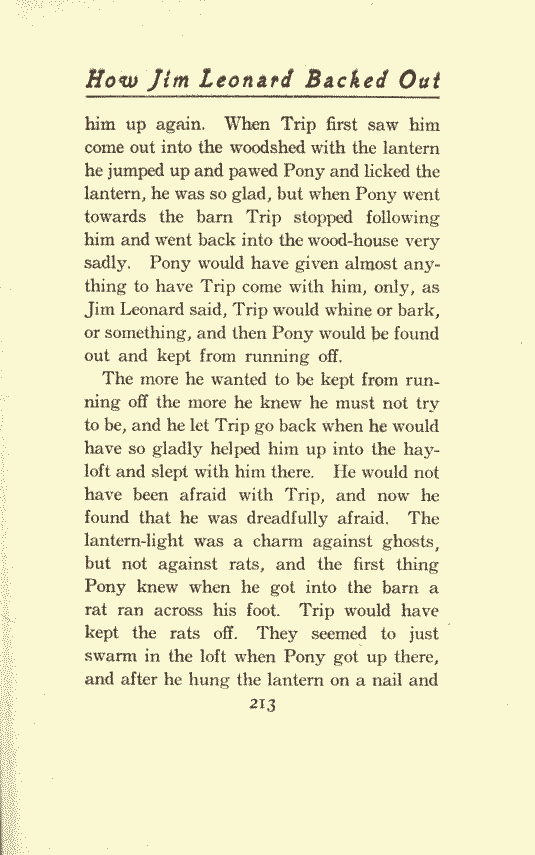 How Jim Leonard Backed Out
him up again. When Trip first saw him
come out into the woodshed with the lantern
he jumped up and pawed Pony and licked the
lantern, he was so glad, but when Pony went
towards the barn Trip stopped following
him and went back into the wood-house very
sadly. Pony would have given almost any-
thing to have Trip come with him, only, as
Jim Leonard said, Trip would whine or bark,
or something, and then Pony would be found
out and kept from running off.
The more he wanted to be kept from run-
ning off the more he knew he must not try
to be, and he let Trip go back when he would
have so gladly helped him up into the hay-
loft and slept with him there. He would not
have been afraid with Trip, and now he
found that he was dreadfully afraid. The
lantern-light was a charm against ghosts,
but not against rats, and the first thing
Pony knew when he got into the barn a
rat ran across his foot. Trip would have
kept the rats off. They seemed to just
swarm in the loft when Pony got up there,
and after he hung the lantern on a nail and
213